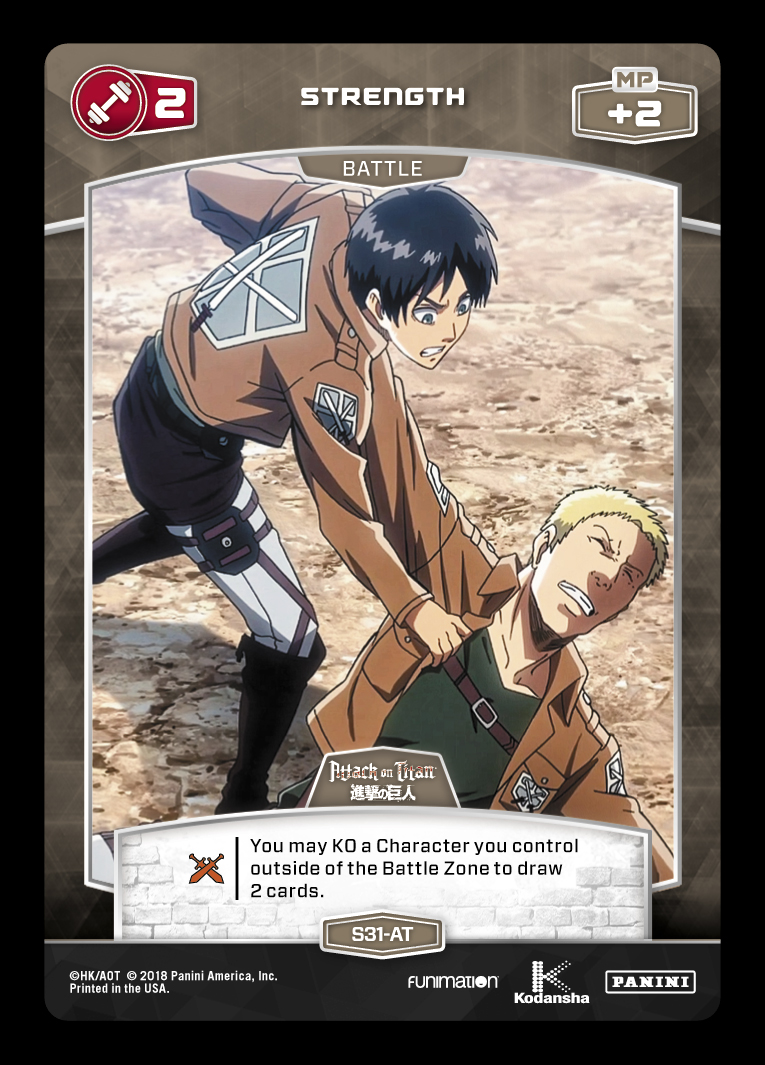 2
STRENGTH
MP
+2
BATTLE
Attack on Titan
進撃の巨人
You may KO a Character you control
outside of the Battle Zone to draw
2 cards.
S31-AT
©HK/AOT © 2018 Panini America, Inc.
Printed in the USA.
FUNIMATION
Kodansha
PANINI